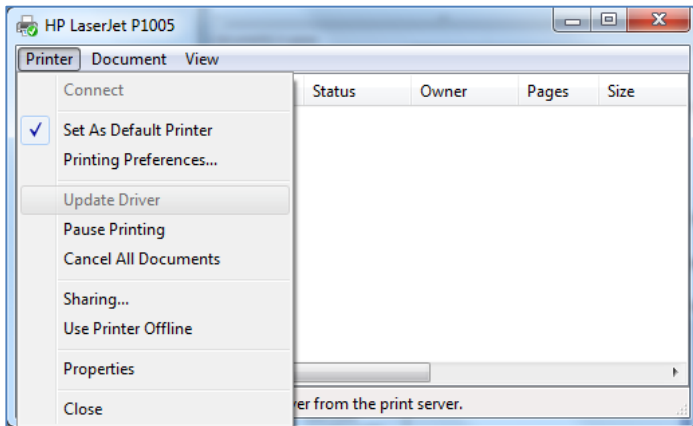 HP LaserJet P1005
Printer Document View
Connect
Status Owner Pages Size
Set As Default Printer
Printing Preferences...
Update Driver
Pause Printing
Cancel All Documents
Sharing...
Use Printer Offline
Properties
Close
from the print server.